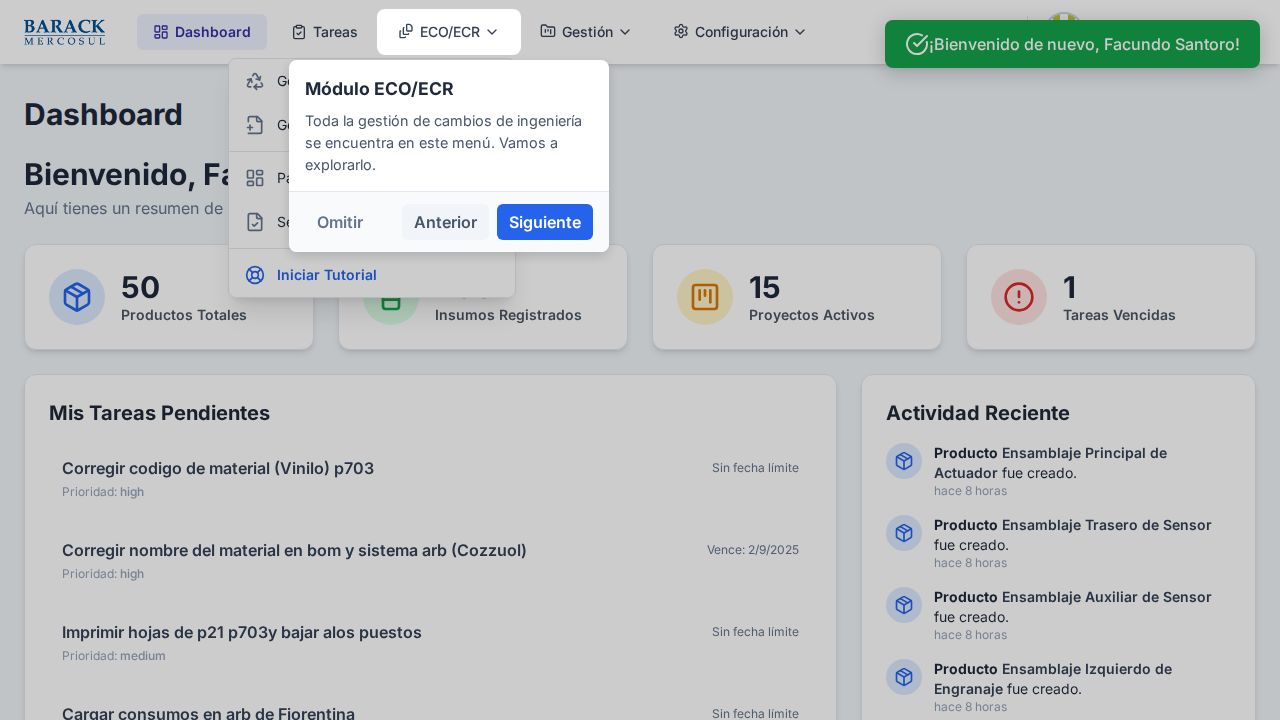 BARACK
MERCOSUL
Dashboard
Tareas
ECO/ECR
Gestión
Configuración
¡Bienvenido de nuevo, Facundo Santoro!
Módulo ECO/ECR
Toda la gestión de cambios de ingeniería
se encuentra en este menú. Vamos a
explorarlo.
Omitir
Anterior
Siguiente
Iniciar Tutorial
Dashboard
Bienvenido,
Aquí tienes un resumen de
50
Productos Totales
Insumos Registrados
15
Proyectos Activos
1
Tareas Vencidas
Mis Tareas Pendientes
Corregir codigo de material (Vinilo) p703
Sin fecha límite
Prioridad: high
Corregir nombre del material en bom y sistema arb (Cozzuol)
Vence: 2/9/2025
Prioridad: high
Imprimir hojas de p21 p703y bajar alos puestos
Sin fecha límite
Prioridad: medium
Cargar consumos en arb de Fiorentina
Sin fecha límite
Actividad Reciente
Producto Ensamblaje Principal de
Actuador fue creado.
hace 8 horas
Producto Ensamblaje Trasero de Sensor
fue creado.
hace 8 horas
Producto Ensamblaje Auxiliar de Sensor
fue creado.
hace 8 horas
Producto Ensamblaje Izquierdo de
Engranaje fue creado.
hace 8 horas